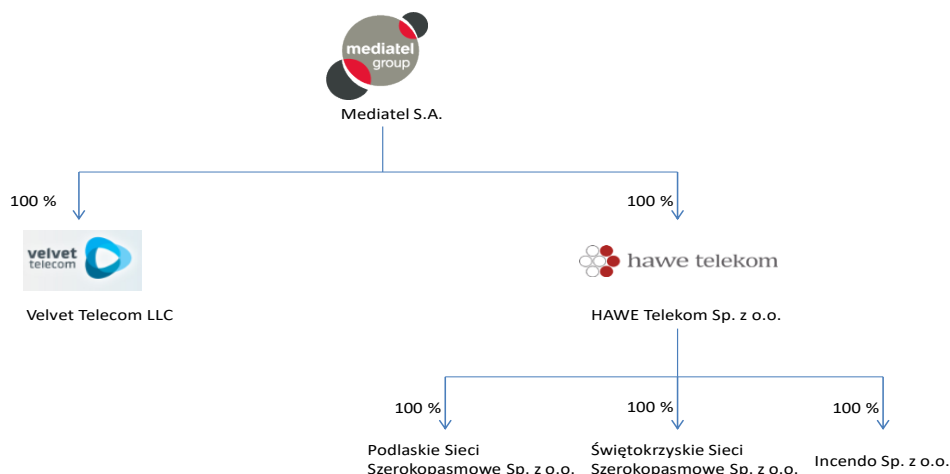 mediatel
group
Mediatel S.A.
100 %
100 %
velvet
telecom
hawe telekom
Velvet Telecom LLC
HAWE Telekom Sp. z o.o.
100 %
100 %
100 %
Podlaskie Sieci
Szerokopasmowe Sp. z o.o.
Świętokrzyskie Sieci
Szerokopasmowe Sp. z o.o.
Incendo Sp. z o.o.